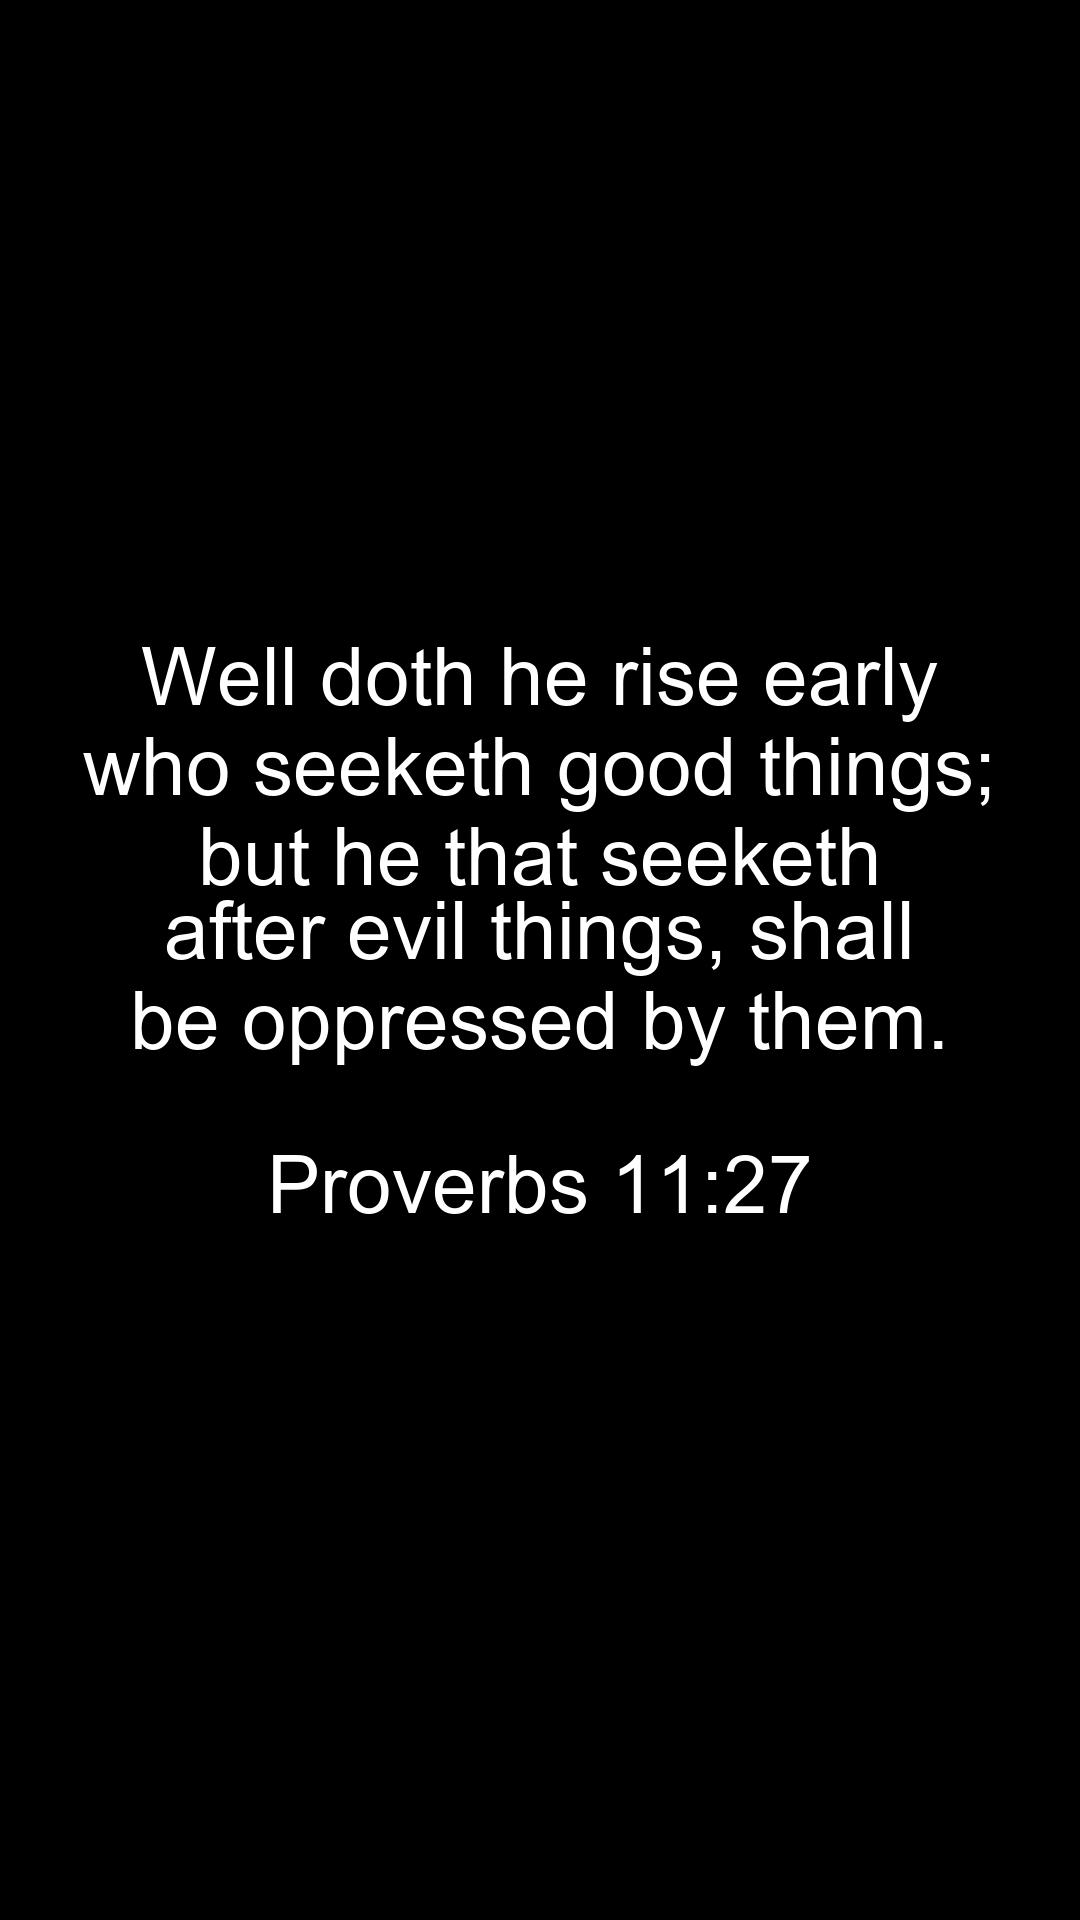 Well doth he rise early
who seeketh good things;
but he that seeketh
after evil things, shall
be oppressed by them.
Proverbs 11:27